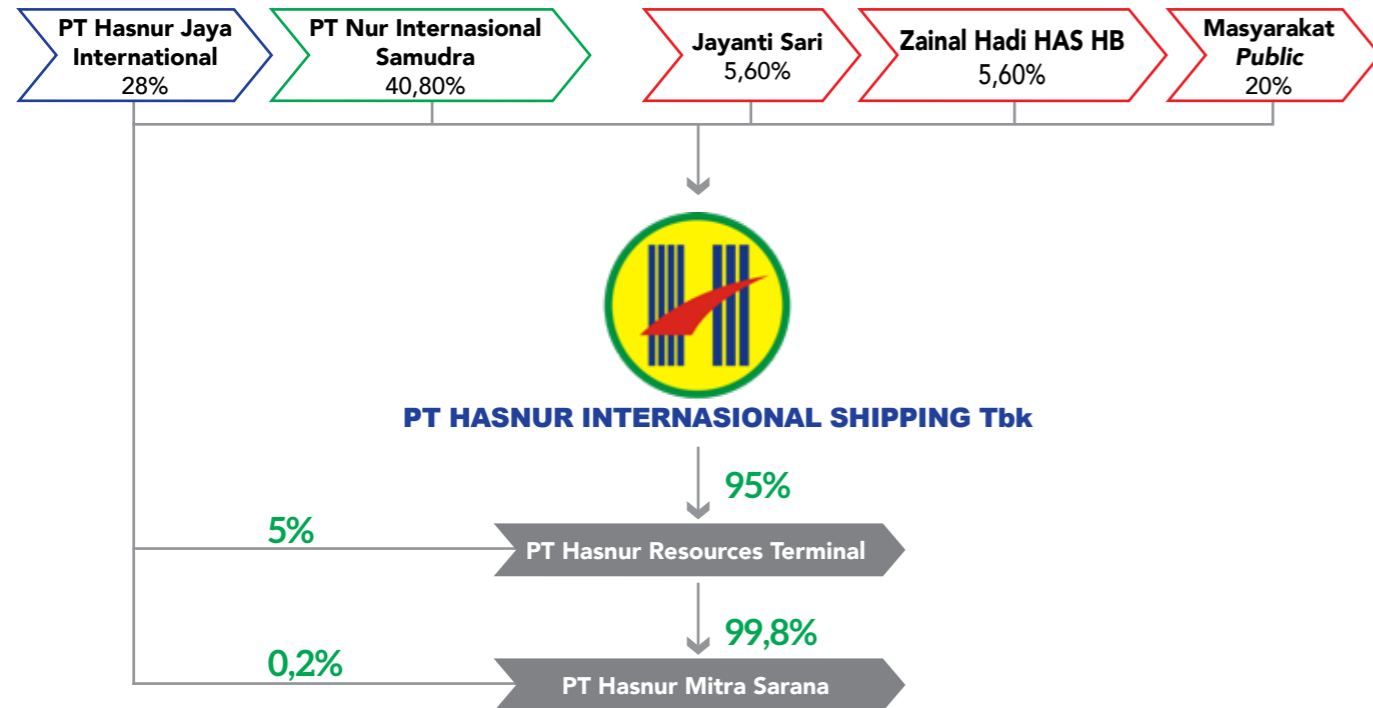 PT Hasnur Jaya
International
28%
PT Nur Internasional
Samudra
40,80%
Jayanti Sari
5,60%
Zainal Hadi HAS HB
5,60%
Masyarakat
Public
20%
PT HASNUR INTERNASIONAL SHIPPING Tbk
95%
5%
PT Hasnur Resources Terminal
99,8%
0,2%
PT Hasnur Mitra Sarana